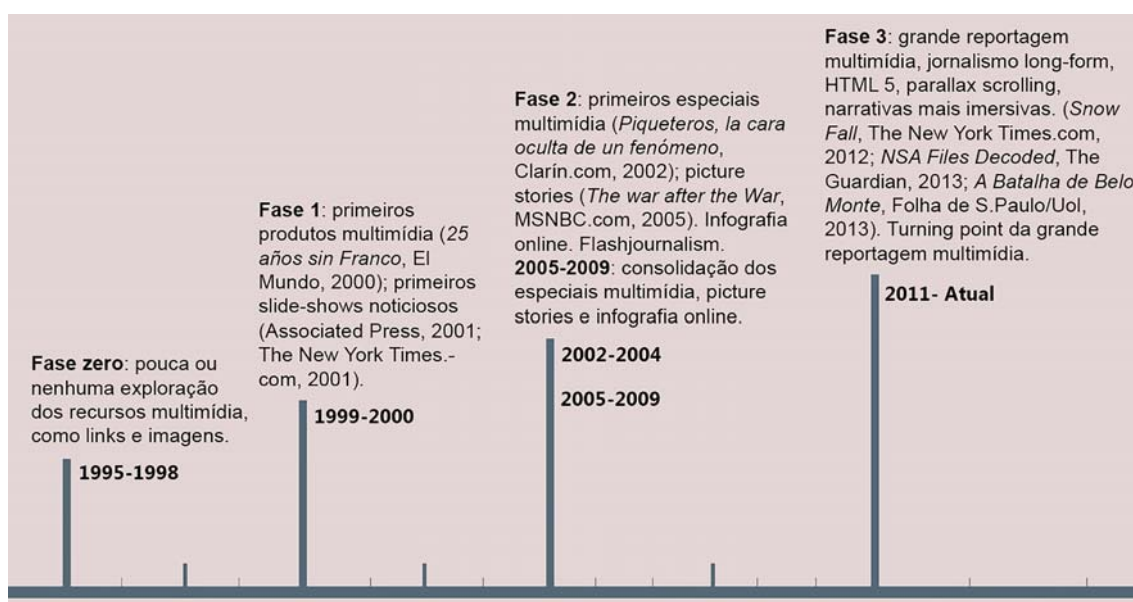 Fase zero: pouca ou
nenhuma exploração
dos recursos multimídia,
como links e imagens.
1995-1998
Fase 1: primeiros
produtos multimídia (25
años sin Franco, El
Mundo, 2000); primeiros
slide-shows noticiosos
(Associated Press, 2001;
The New York Times.-
com, 2001).
1999-2000
Fase 2: primeiros especiais
multimídia (Piqueteros, la cara
oculta de un fenómeno,
Clarín.com, 2002); picture
stories (The war after the War,
MSNBC.com, 2005). Infografia
online. Flashjournalism.
2005-2009: consolidação dos
especiais multimídia, picture
stories e infografia online.
2002-2004
2005-2009
Fase 3: grande reportagem
multimídia, jornalismo long-form,
HTML 5, parallax scrolling,
narrativas mais imersivas. (Snow
Fall, The New York Times.com,
2012; NSA Files Decoded, The
Guardian, 2013; A Batalha de Belo
Monte, Folha de S.Paulo/Uol,
2013). Turning point da grande
reportagem multimídia.
2011- Atual